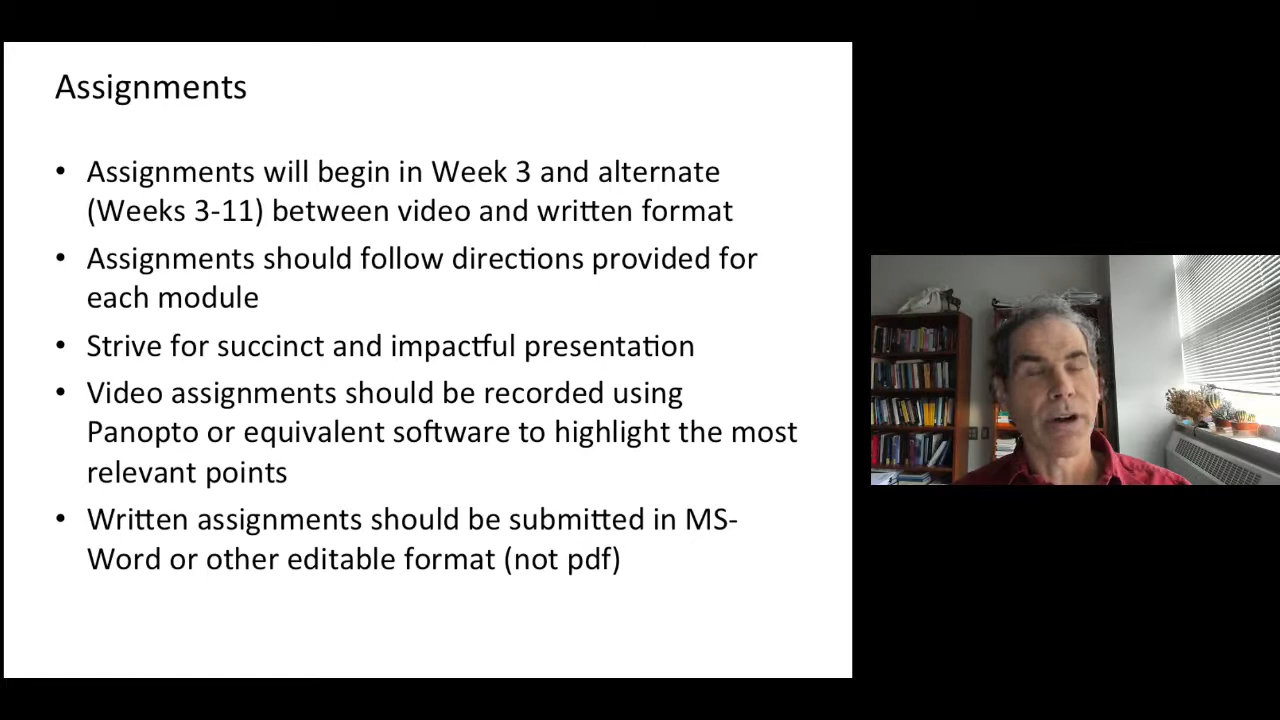 Assignments
• Assignments will begin in Week 3 and alternate
(Weeks 3-11) between video and written format
• Assignments should follow directions provided for
each module
• Strive for succinct and impactful presentation
• Video assignments should be recorded using
Panopto or equivalent software to highlight the most
relevant points
• Written assignments should be submitted in MS-
Word or other editable format (not pdf)